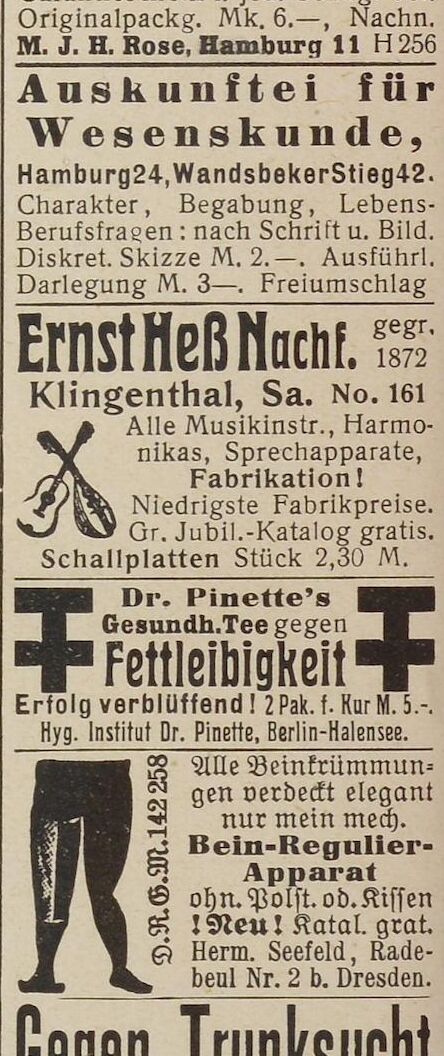 Originalpackg. Mk. 6.—, Nachn.
M. J. H. Rose, Hamburg 11 H 256
Auskunftei für
Wesenskunde,
Hamburg 24, Wandsbeker Stieg 42.
Charakter, Begabung, Lebens-
Berufsfragen: nach Schrift u. Bild.
Diskret. Skizze M. 2.—. Ausführl.
Darlegung M. 3—. Freiumschlag
Ernst Heß Nachf. gegr. 1872
Klingenthal, Sa. No. 161
Alle Musikinstr., Harmo-
nikas, Sprechapparate,
Fabrikation!
Niedrigste Fabrikpreise.
Gr. Jubil.-Katalog gratis.
Schallplatten Stück 2,30 M.
Dr. Pinette's
Gesundh.Tee gegen
Fettleibigkeit
Erfolg verblüffend! 2 Pak. f. Kur M. 5.-.
Hyg. Institut Dr. Pinette, Berlin-Halensee.
D.R.G.M. 142 258
Alle Beinkrümmun-
gen verdeckt elegant
nur mein mech.
Bein-Regulier-
Apparat
ohn. Polst. od. Kissen
! Neu! Katal. grat.
Herm. Seefeld, Rade-
beul Nr. 2 b. Dresden.
Gegen Trunksucht